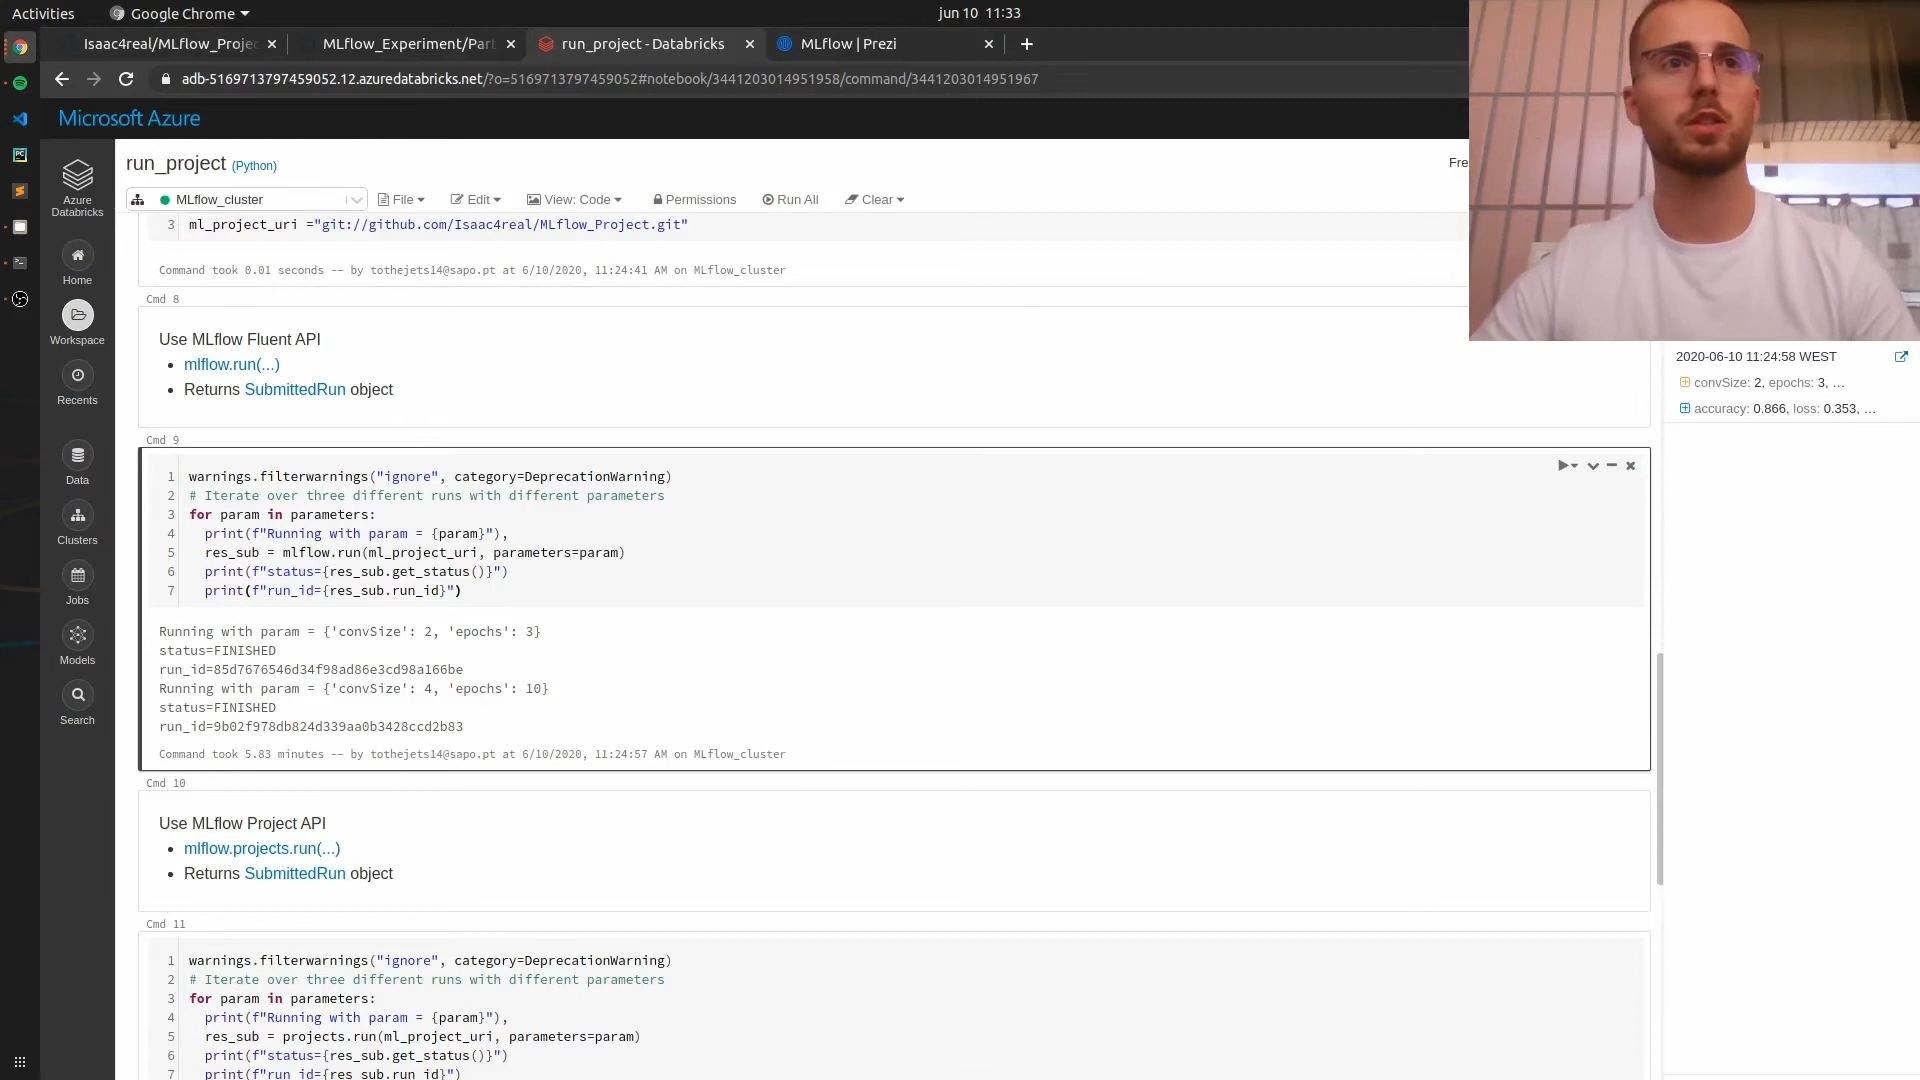 Activities
Google Chrome
jun 10 11:33
Isaac4real/MLflow_Projec
MLflow_Experiment/Part
run_project - Databricks
MLflow | Prezi
adb-5169713797459052.12.azuredatabricks.net/?o=5169713797459052#notebook/3441203014951958/command/3441203014951967
Microsoft Azure
Azure
Databricks
Home
Workspace
Recents
Data
Clusters
Jobs
Models
Search
run_project (Python)
Fre
MLflow_cluster
File
Edit
View: Code
Permissions
Run All
Clear
3 ml_project_uri ="git://github.com/Isaac4real/MLflow_Project.git"
Command took 0.01 seconds -- by tothejets14@sapo.pt at 6/10/2020, 11:24:41 AM on MLflow_cluster
Cmd 8
Use MLflow Fluent API
• mlflow.run(...)
• Returns SubmittedRun object
Cmd 9
1 warnings.filterwarnings("ignore", category=DeprecationWarning)
2 # Iterate over three different runs with different parameters
3 for param in parameters:
4 print(f"Running with param = {param}"),
5 res_sub = mlflow.run(ml_project_uri, parameters=param)
6 print(f"status={res_sub.get_status()}")
7 print(f"run_id={res_sub.run_id}")
Running with param = {'convSize': 2, 'epochs': 3}
status=FINISHED
run_id=85d7676546d34f98ad86e3cd98a166be
Running with param = {'convSize': 4, 'epochs': 10}
status=FINISHED
run_id=9b02f978db824d339aa0b3428ccd2b83
Command took 5.83 minutes -- by tothejets14@sapo.pt at 6/10/2020, 11:24:57 AM on MLflow_cluster
Cmd 10
Use MLflow Project API
• mlflow.projects.run(...)
• Returns SubmittedRun object
Cmd 11
1 warnings.filterwarnings("ignore", category=DeprecationWarning)
2 # Iterate over three different runs with different parameters
3 for param in parameters:
4 print(f"Running with param = {param}"),
5 res_sub = projects.run(ml_project_uri, parameters=param)
6 print(f"status={res_sub.get_status()}")
7 print(f"run_id={res_sub.run_id}")
2020-06-10 11:24:58 WEST
convSize: 2, epochs: 3, ...
accuracy: 0.866, loss: 0.353, ...